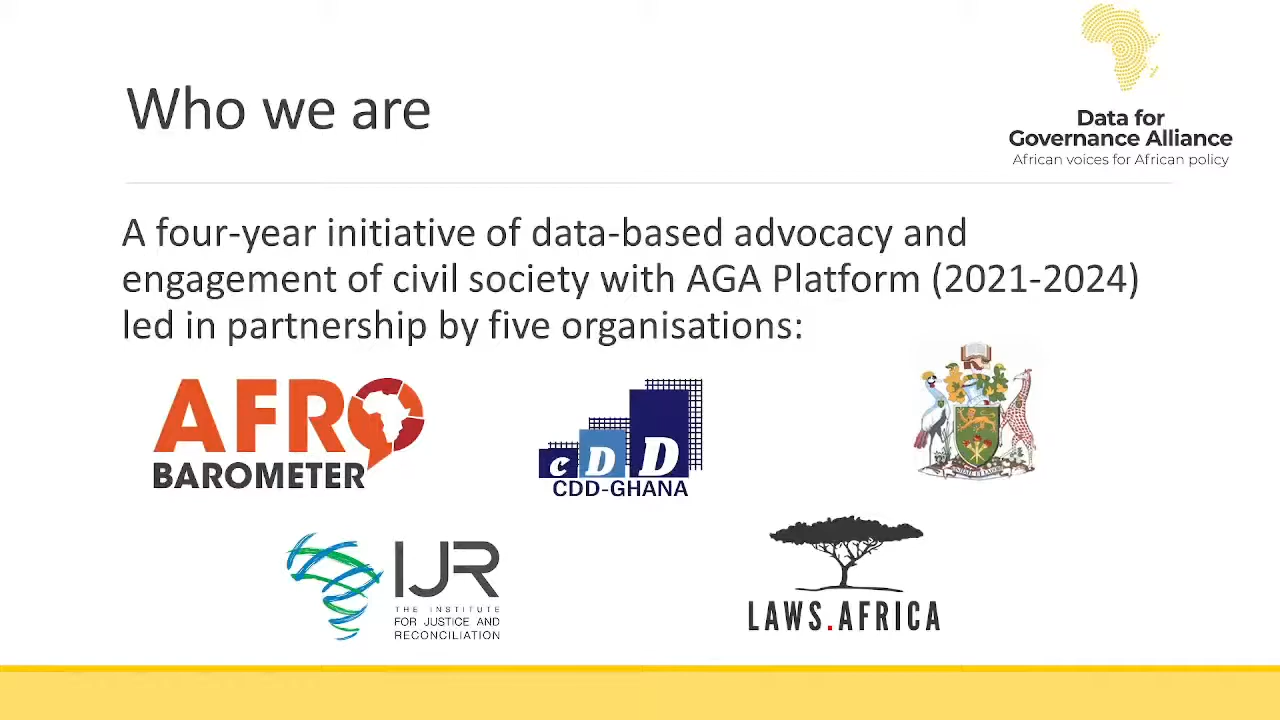 Data for
Governance Alliance
African voices for African policy
Who we are
A four-year initiative of data-based advocacy and
engagement of civil society with AGA Platform (2021-2024)
led in partnership by five organisations:
AFRO
BAROMETER
CDD
CDD-GHANA
IJR
THE INSTITUTE
FOR JUSTICE AND
RECONCILIATION
LAWS.AFRICA